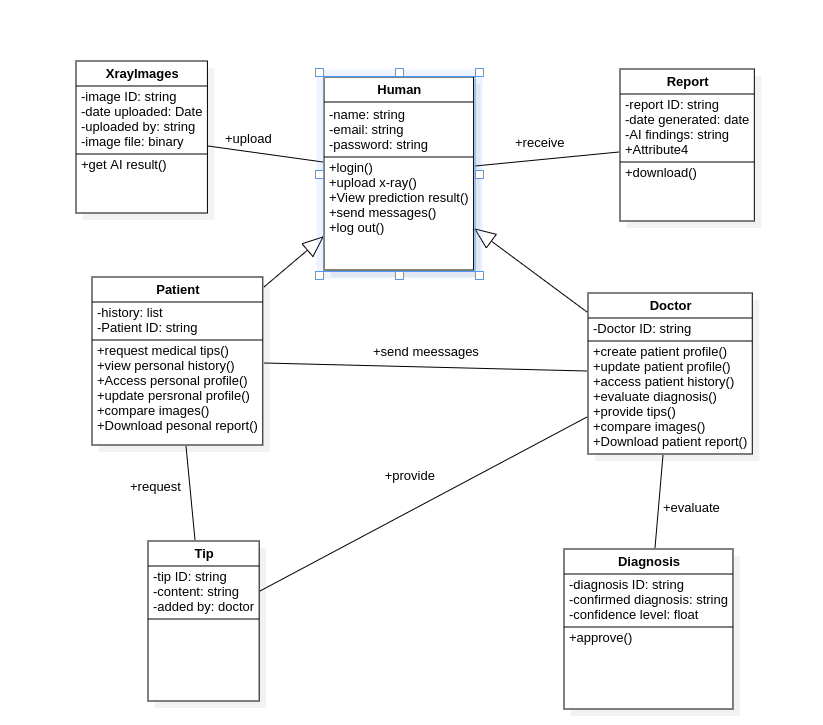 XrayImages
-image ID: string
-date uploaded: Date
-uploaded by: string
-image file: binary
+get AI result()
+upload
Human
-name: string
-email: string
-password: string
+login()
+upload x-ray()
+View prediction result()
+send messages()
+log out()
+receive
Report
-report ID: string
-date generated: date
-AI findings: string
+Attribute4
+download()
Patient
-history: list
-Patient ID: string
+request medical tips()
+view personal history()
+Access personal profile()
+update persronal profile()
+compare images()
+Download pesonal report()
+send meessages
Doctor
-Doctor ID: string
+create patient profile()
+update patient profile()
+access patient history()
+evaluate diagnosis()
+provide tips()
+compare images()
+Download patient report()
+request
+provide
+evaluate
Tip
-tip ID: string
-content: string
-added by: doctor
Diagnosis
-diagnosis ID: string
-confirmed diagnosis: string
-confidence level: float
+approve()